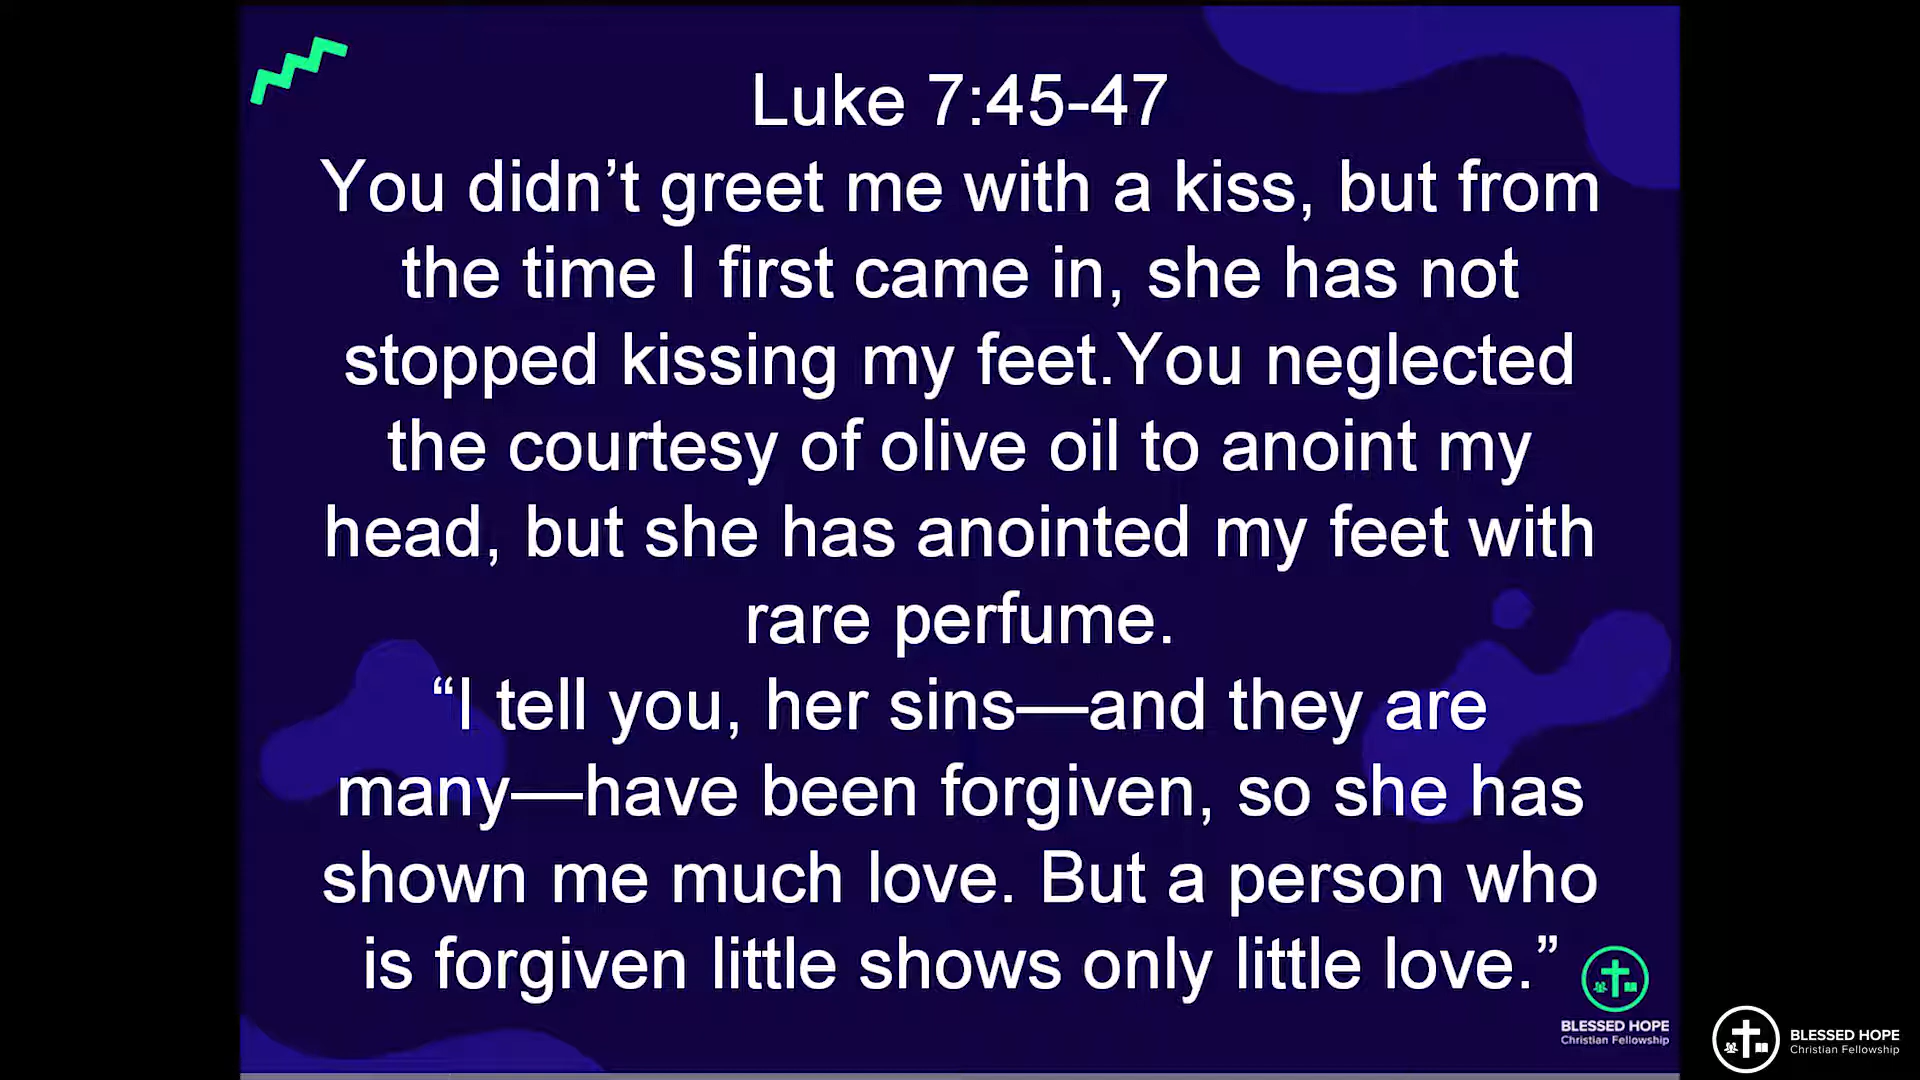 Luke 7:45-47
You didn’t greet me with a kiss, but from
the time I first came in, she has not
stopped kissing my feet.You neglected
the courtesy of olive oil to anoint my
head, but she has anointed my feet with
rare perfume.
“I tell you, her sins—and they are
many—have been forgiven, so she has
shown me much love. But a person who
is forgiven little shows only little love.”
BLESSED HOPE
Christian Fellowship
BLESSED HOPE
Christian Fellowship